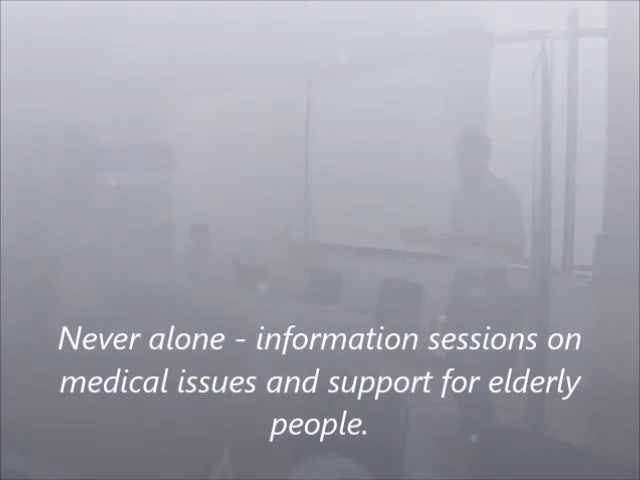 Never alone - information sessions on
medical issues and support for elderly
people.